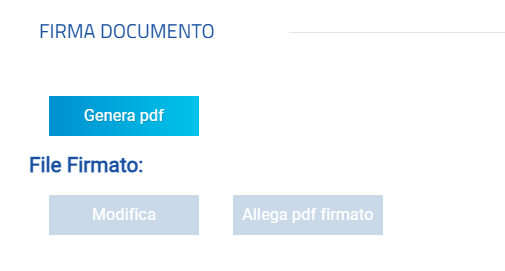 FIRMA DOCUMENTO
Genera pdf
File Firmato:
Modifica
Allega pdf firmato